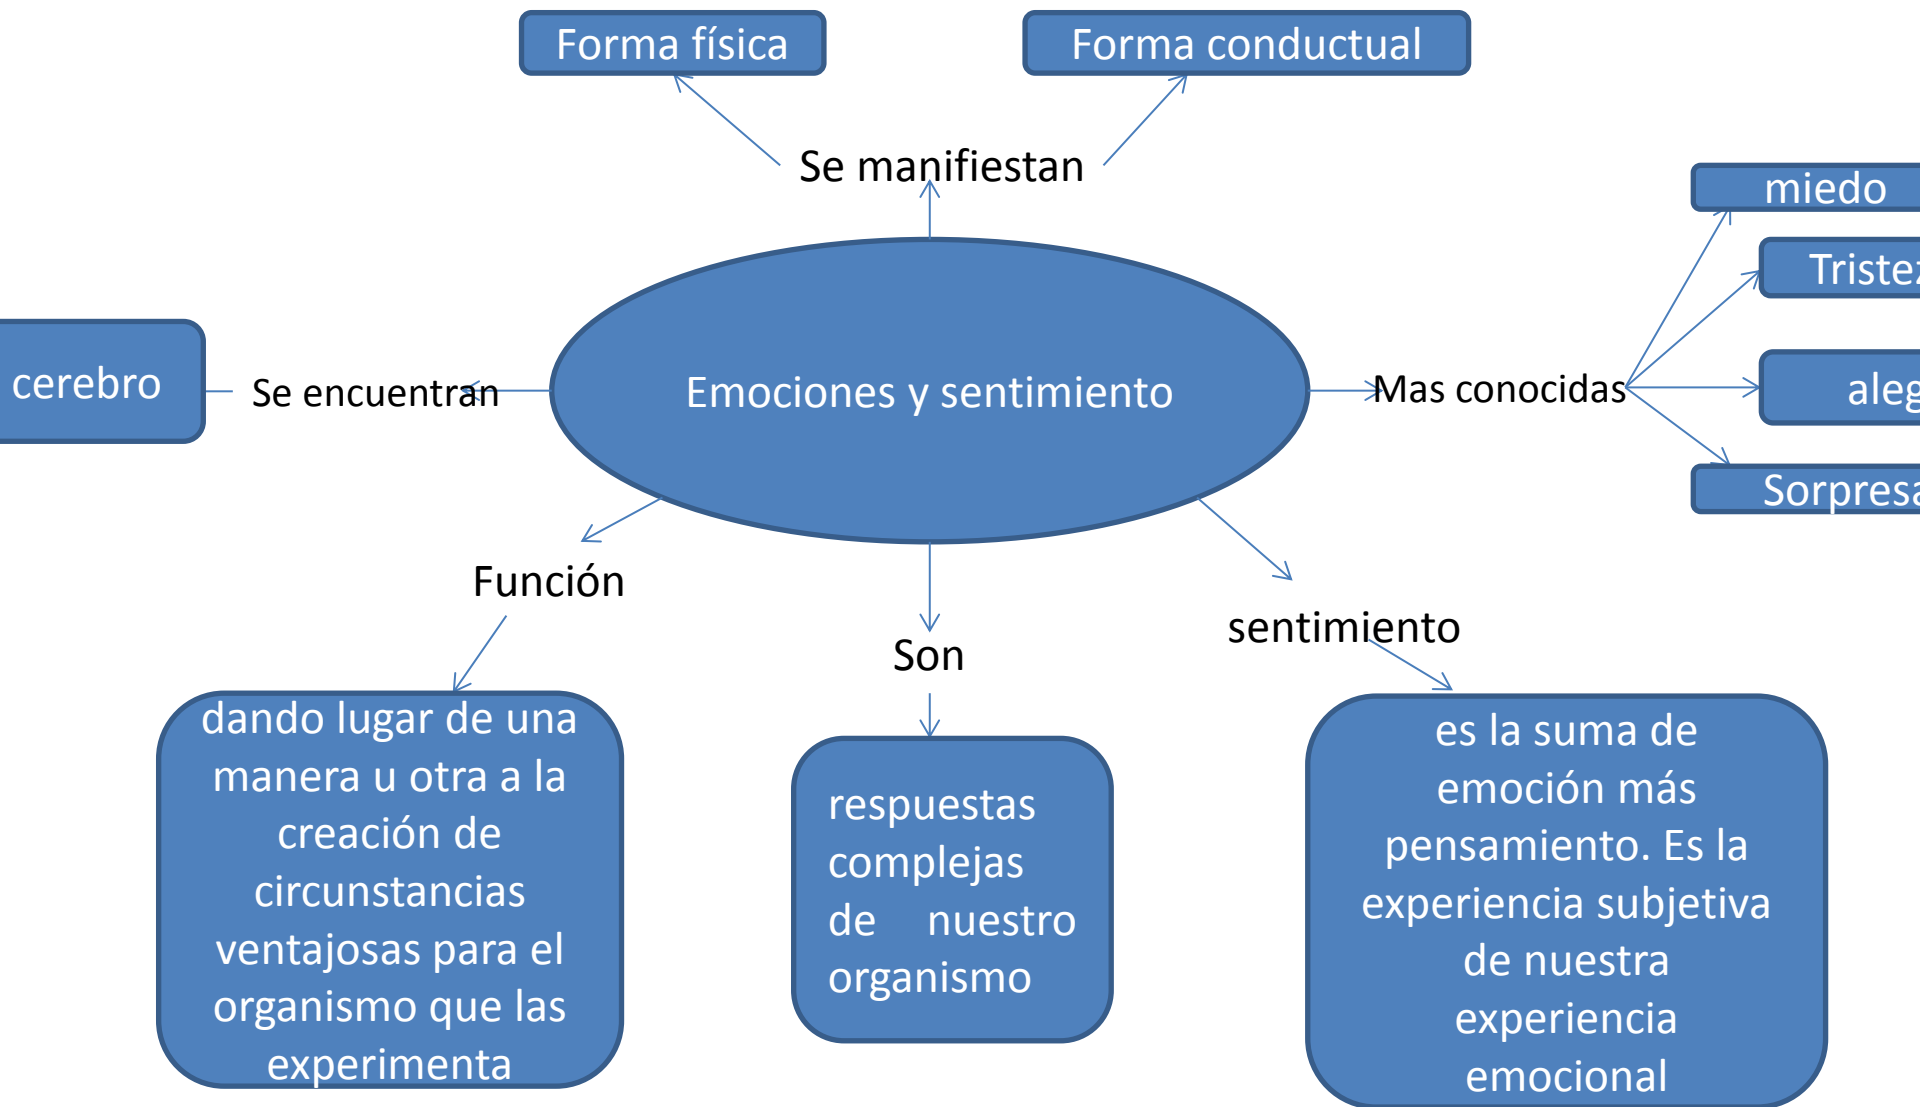 Forma física
Forma conductual
Se manifiestan
miedo
Triste
cerebro
Se encuentran
Emociones y sentimiento
Mas conocidas
aleg
Sorpresa
Función
Son
sentimiento
dando lugar de una
manera u otra a la
creación de
circunstancias
ventajosas para el
organismo que las
experimenta
respuestas
complejas
de nuestro
organismo
es la suma de
emoción más
pensamiento. Es la
experiencia subjetiva
de nuestra
experiencia
emocional